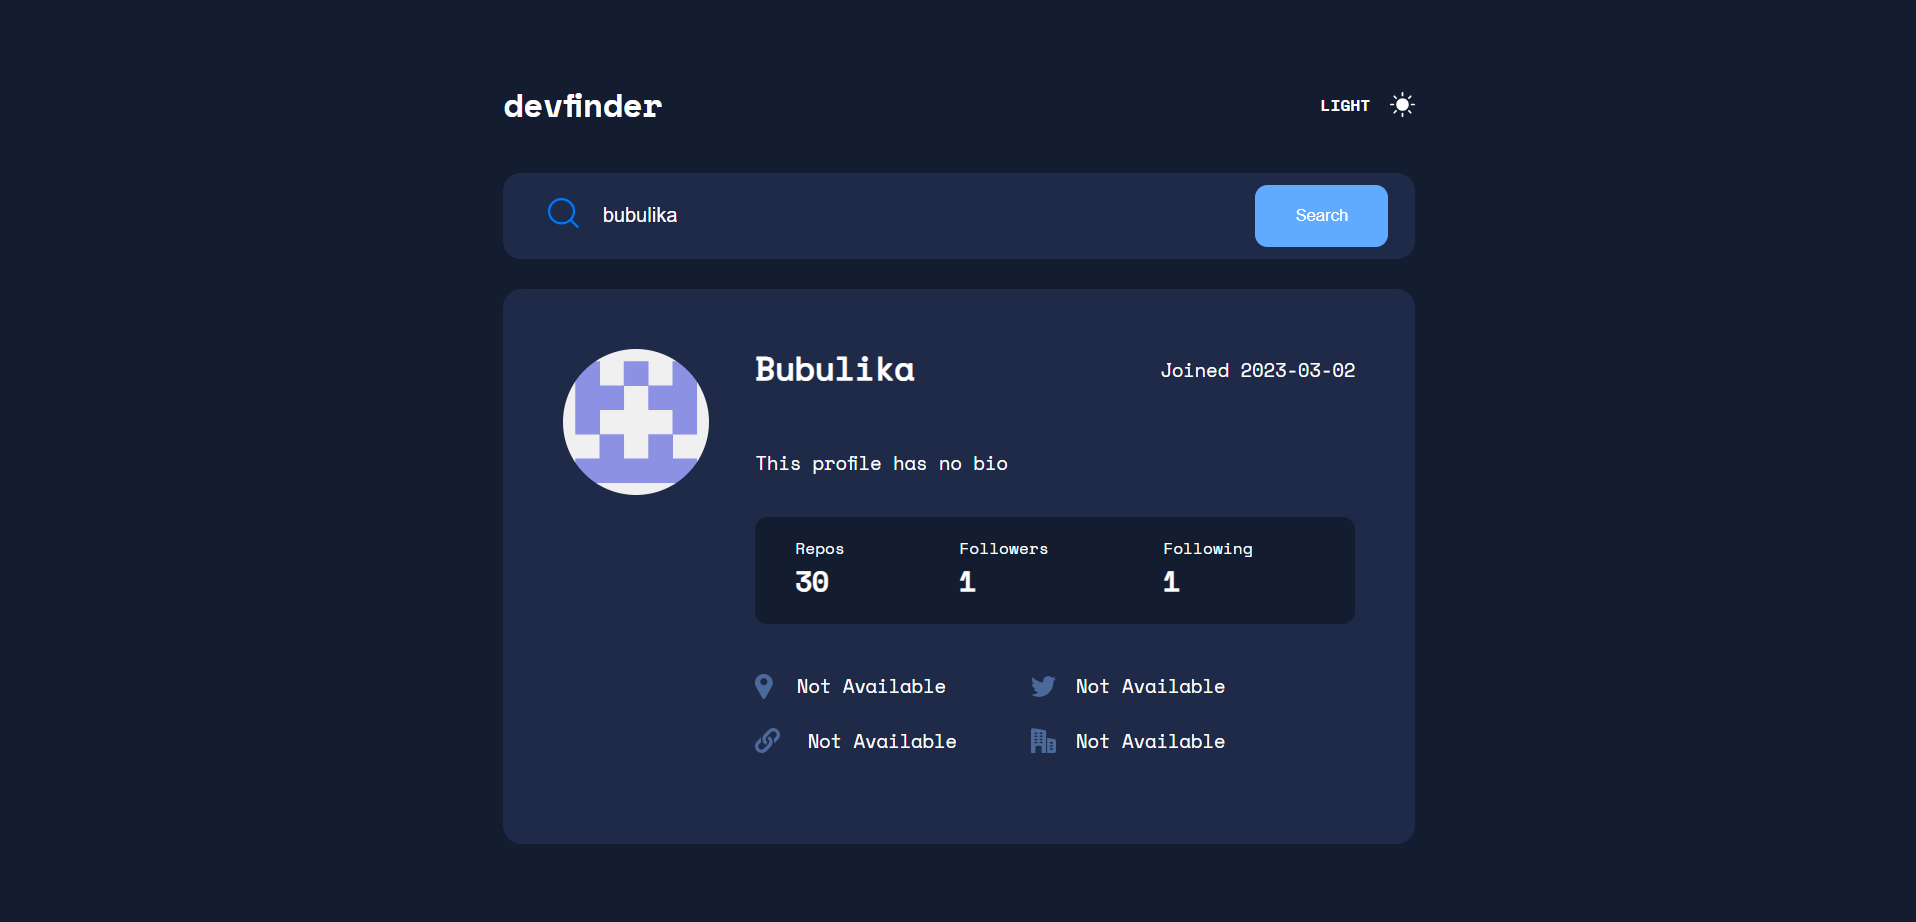 devfinder
LIGHT
bubulika
Search
Bubulika
Joined 2023-03-02
This profile has no bio
Repos Followers Following
30 1 1
Not Available Not Available
Not Available Not Available